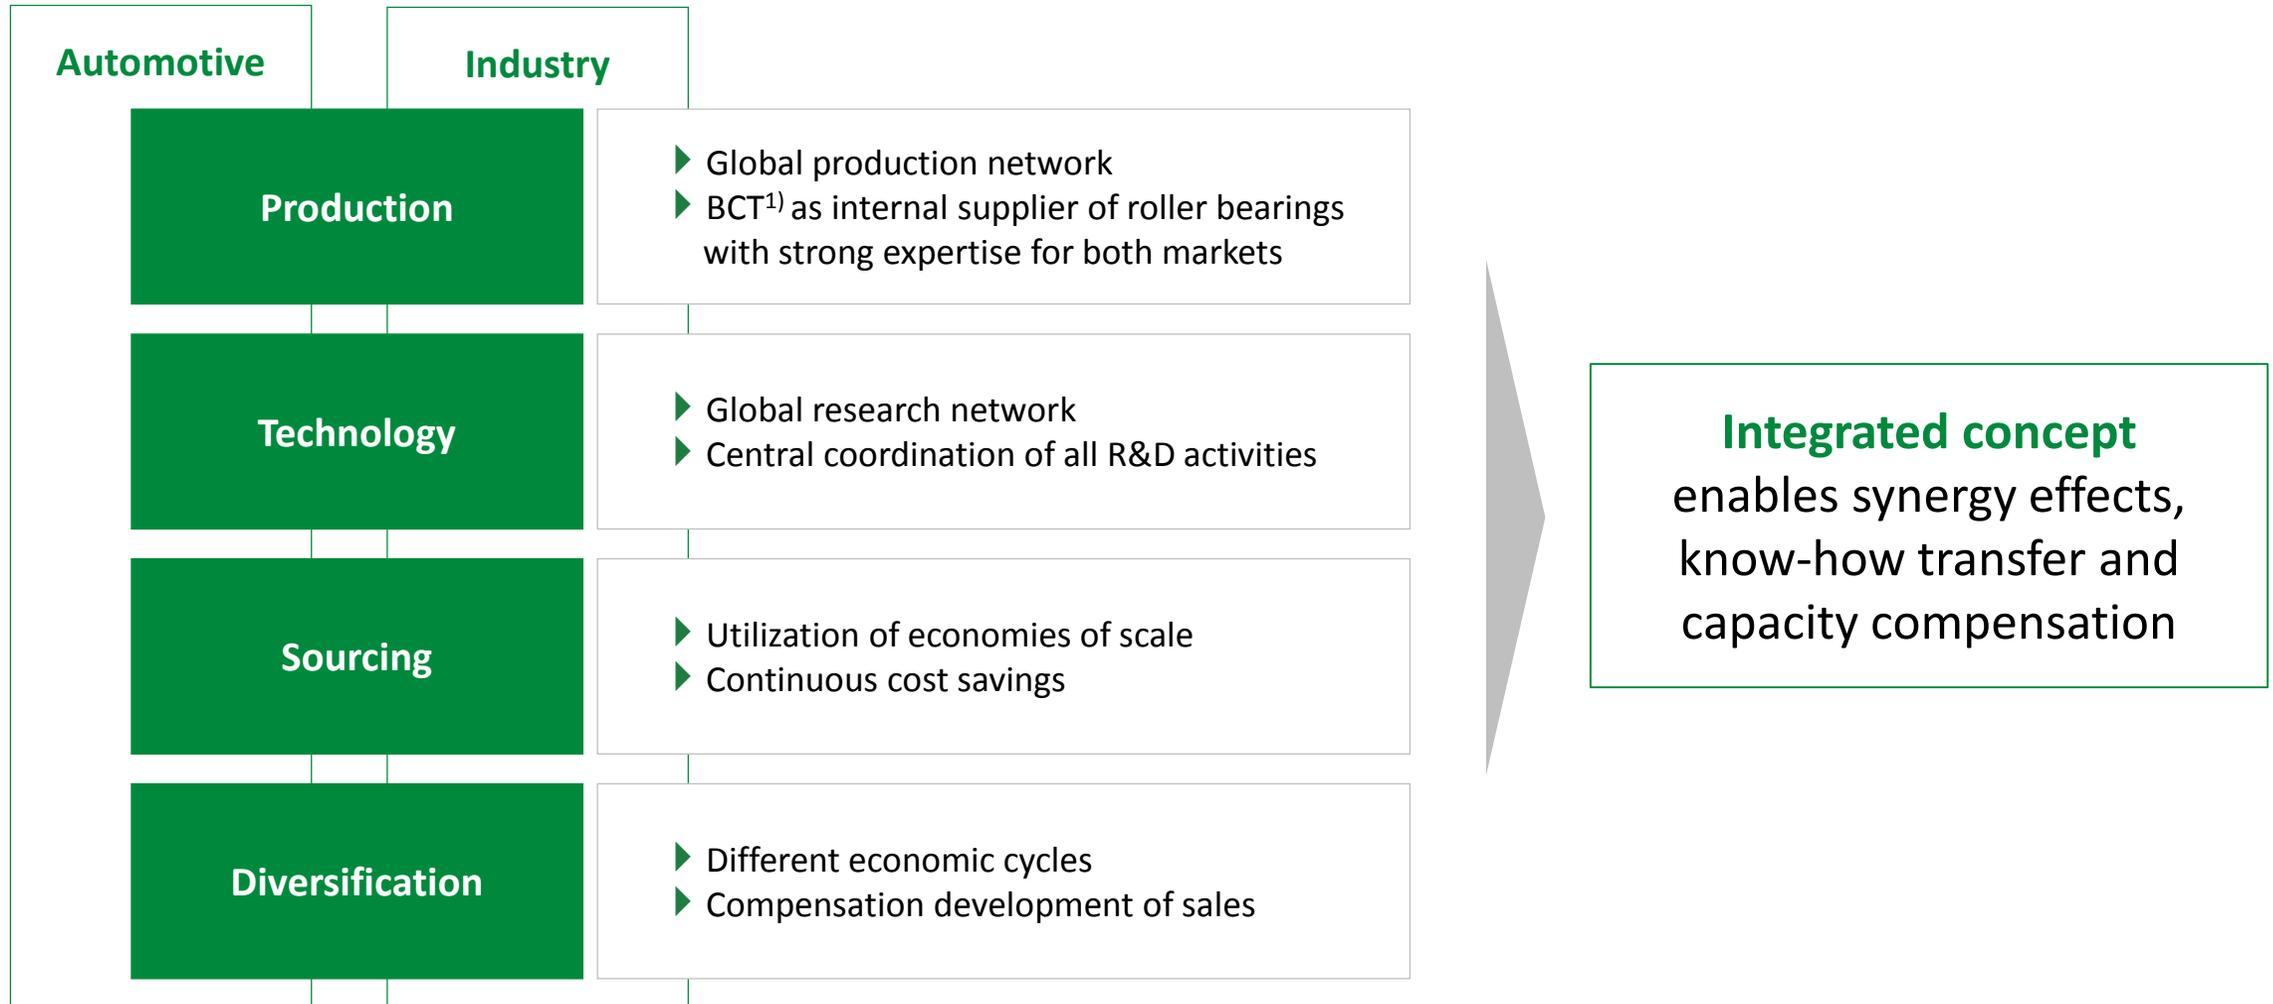 Automotive
Industry
Production
Global production network
BCT1) as internal supplier of roller bearings
with strong expertise for both markets
Technology
Global research network
Central coordination of all R&D activities
Sourcing
Utilization of economies of scale
Continuous cost savings
Diversification
Different economic cycles
Compensation development of sales
Integrated concept
enables synergy effects,
know-how transfer and
capacity compensation